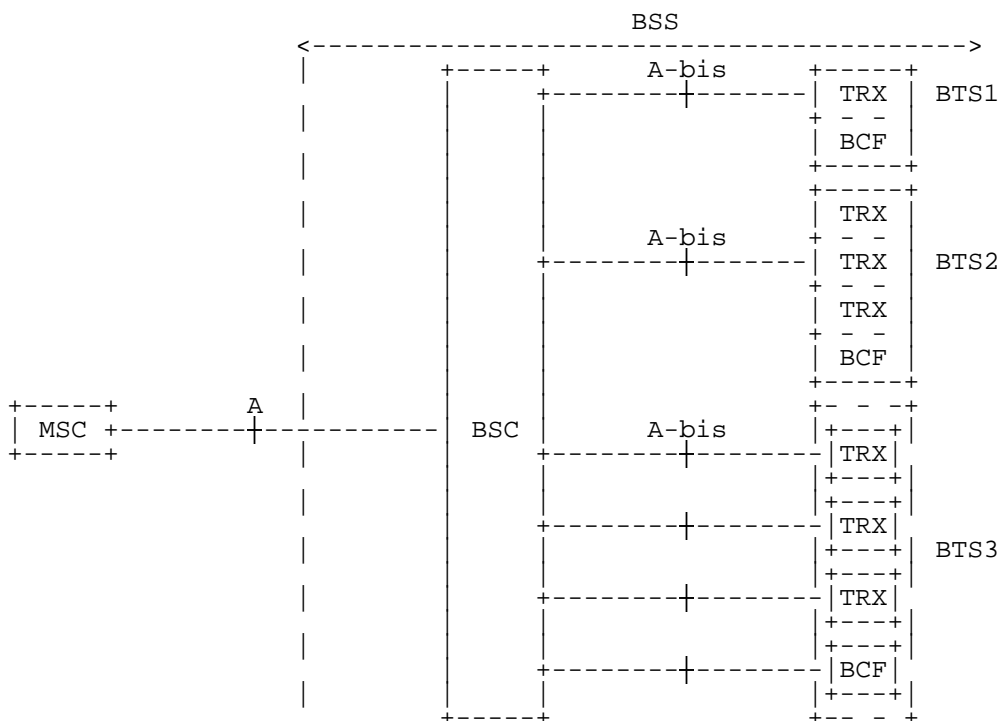 BSS
A-bis
TRX BTS1
BCF
TRX
A-bis
TRX BTS2
TRX
BCF
A
MSC BSC A-bis
TRX
TRX
BTS3
TRX
BCF